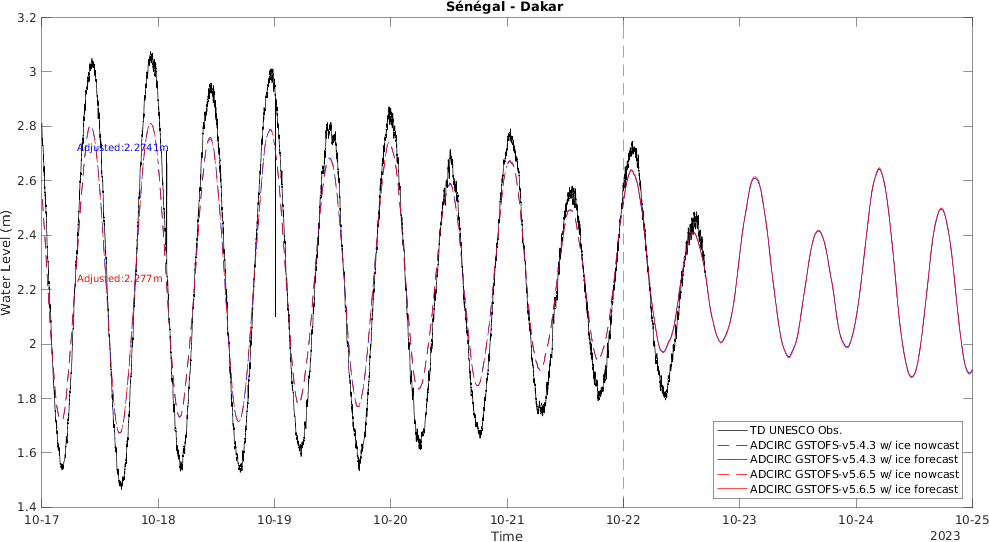 Sénégal - Dakar
3.2
3
2.8
2.6
2.4
2.2
2
1.8
1.6
1.4
Water Level (m)
Adjusted:2.2741m
Adjusted:2.277m
TD UNESCO Obs.
ADCIRC GSTOFS-v5.4.3 w/ ice nowcast
ADCIRC GSTOFS-v5.4.3 w/ ice forecast
ADCIRC GSTOFS-v5.6.5 w/ ice nowcast
ADCIRC GSTOFS-v5.6.5 w/ ice forecast
10-17 10-18 10-19 10-20 10-21 10-22 10-23 10-24 10-25
Time
2023